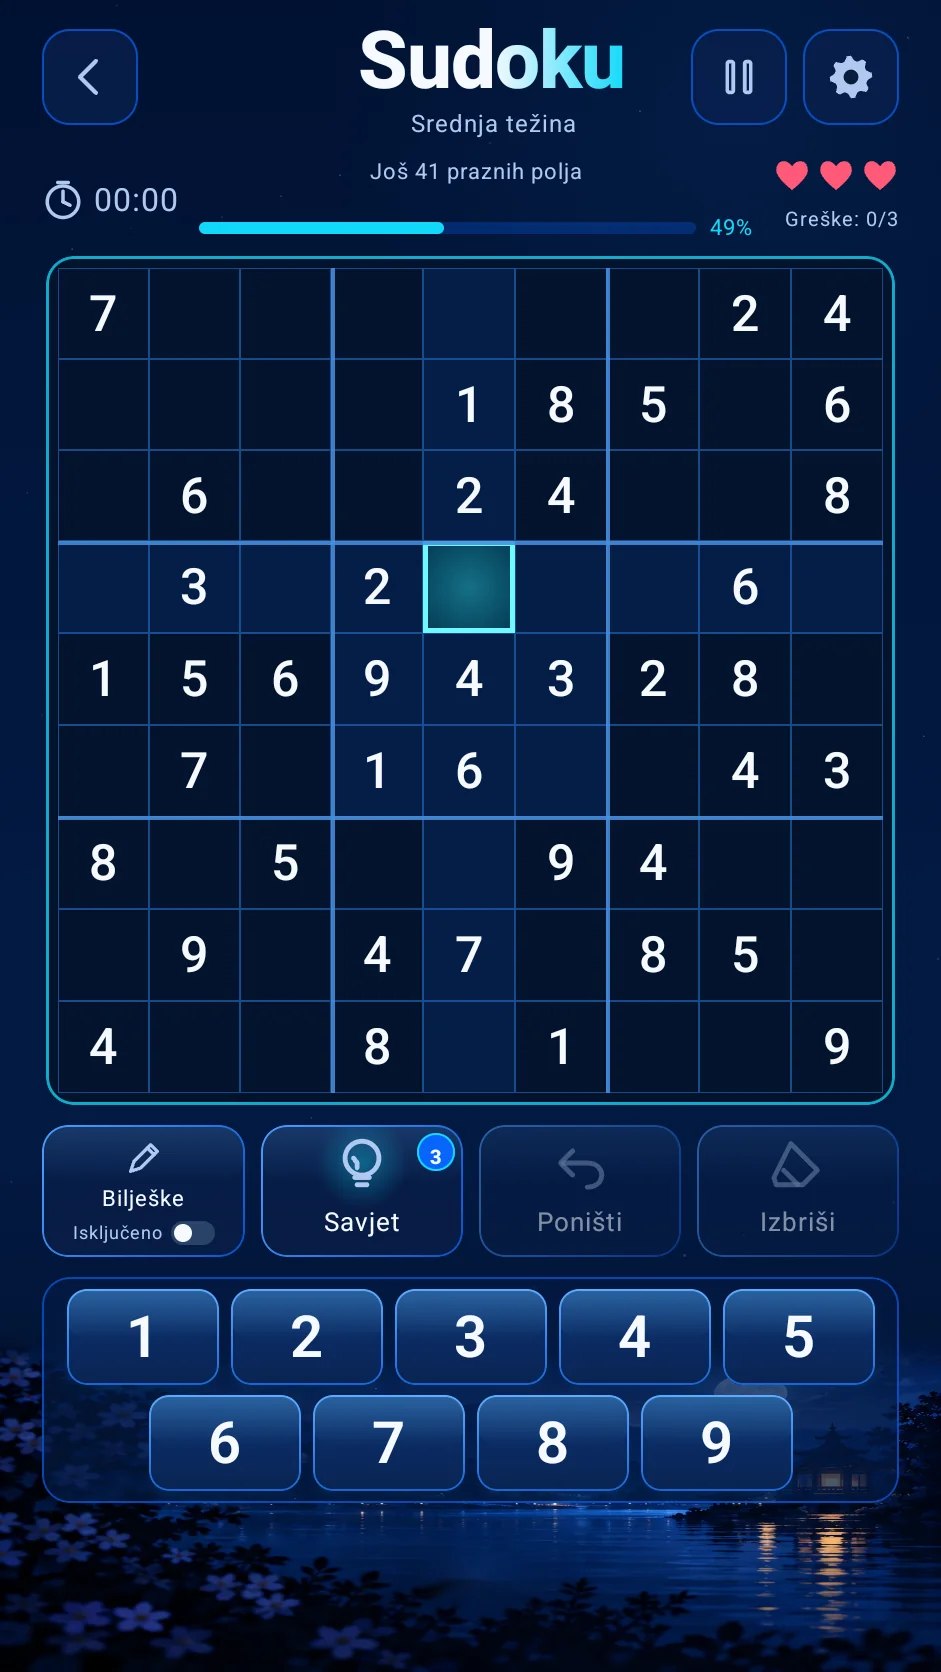 Sudoku
Srednja težina
Još 41 praznih polja
00:00
49%
Greške: 0/3
7 2 4
1 8 5 6
6 2 4 8
3 2 6
1 5 6 9 4 3 2 8
7 1 6 4 3
8 5 9 4
9 4 7 8 5
4 8 1 9
Bilješke
Isključeno
3
Savjet
Poništi
Izbriši
1 2 3 4 5
6 7 8 9